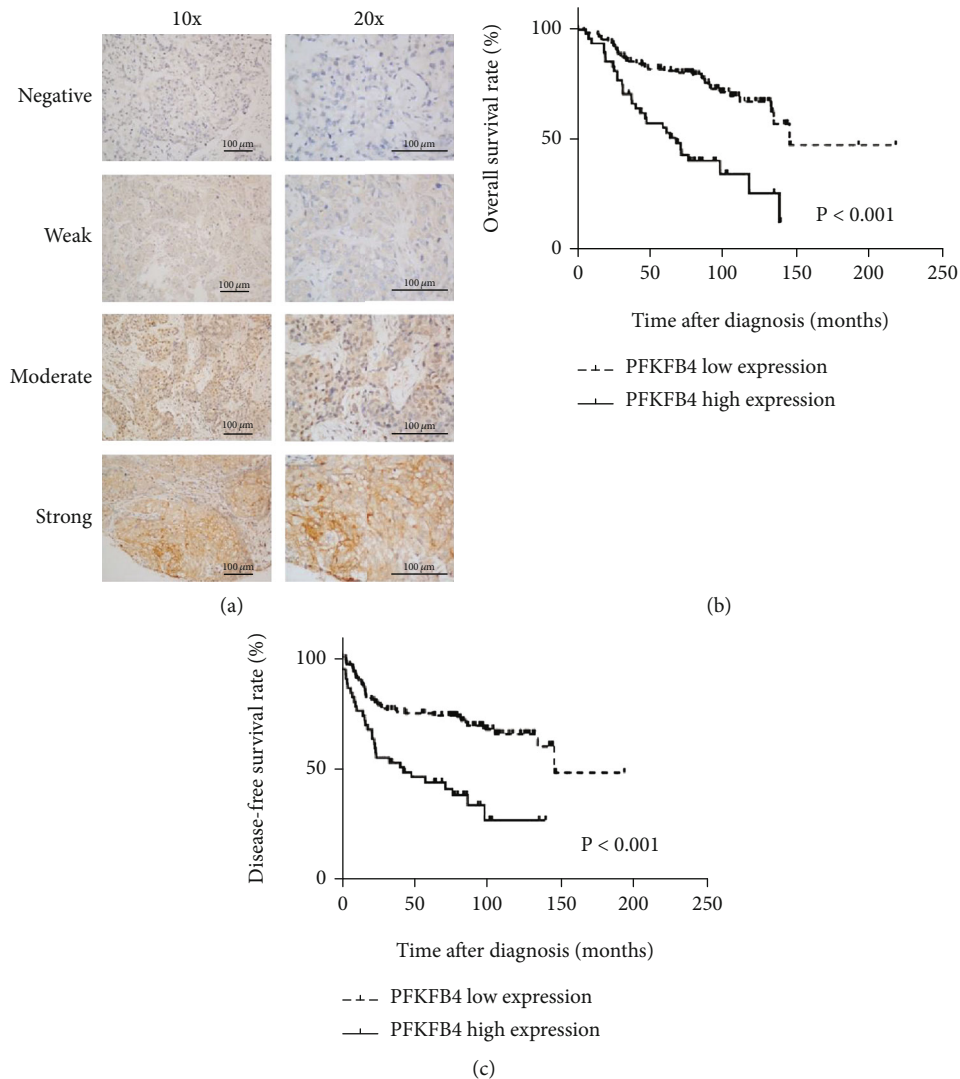 10x 20x
Negative
100 μm 100 μm
Weak
100 μm 100 μm
Moderate
100 μm 100 μm
Strong
100 μm 100 μm
(a)
Overall survival rate (%)
100
50
0
0 50 100 150 200 250
P < 0.001
Time after diagnosis (months)
PFKFB4 low expression
PFKFB4 high expression
(b)
Disease-free survival rate (%)
100
50
0
0 50 100 150 200 250
P < 0.001
Time after diagnosis (months)
PFKFB4 low expression
PFKFB4 high expression
(c)